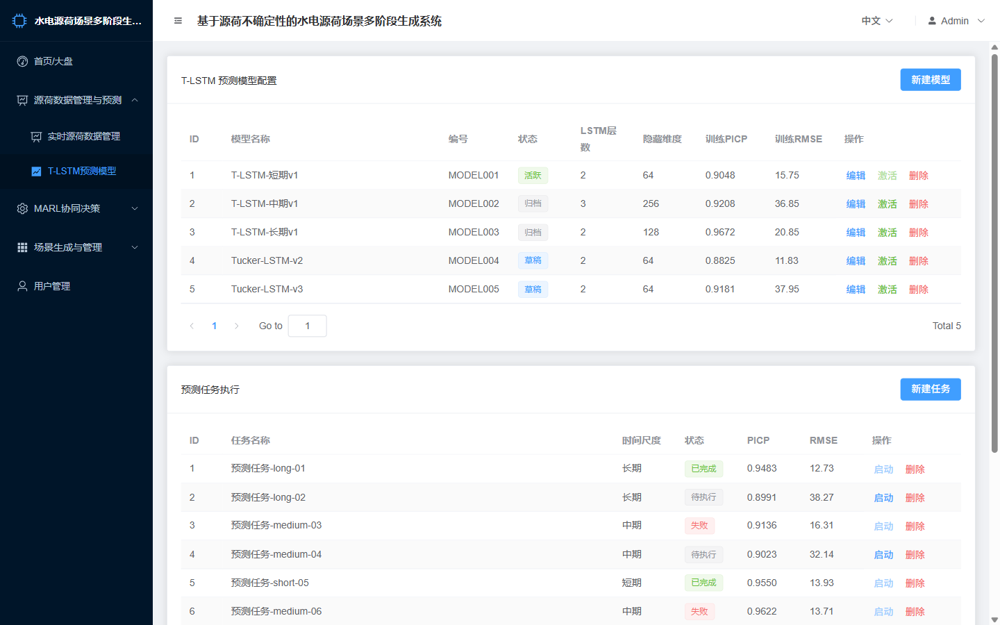 水电源荷场景多阶段生...
首页/大盘
源荷数据管理与预测
实时源荷数据管理
T-LSTM预测模型
MARL协同决策
场景生成与管理
用户管理
基于源荷不确定性的水电源荷场景多阶段生成系统
中文
Admin
T-LSTM 预测模型配置
新建模型
ID 模型名称 编号 状态 LSTM层数 隐藏维度 训练PICP 训练RMSE 操作
1 T-LSTM-短期v1 MODEL001 活跃 2 64 0.9048 15.75 编辑 激活 删除
2 T-LSTM-中期v1 MODEL002 归档 3 256 0.9208 36.85 编辑 激活 删除
3 T-LSTM-长期v1 MODEL003 归档 2 128 0.9672 20.85 编辑 激活 删除
4 Tucker-LSTM-v2 MODEL004 草稿 2 64 0.8825 11.83 编辑 激活 删除
5 Tucker-LSTM-v3 MODEL005 草稿 2 64 0.9181 37.95 编辑 激活 删除
1 Go to 1 Total 5
预测任务执行
新建任务
ID 任务名称 时间尺度 状态 PICP RMSE 操作
1 预测任务-long-01 长期 已完成 0.9483 12.73 启动 删除
2 预测任务-long-02 长期 待执行 0.8991 38.27 启动 删除
3 预测任务-medium-03 中期 失败 0.9136 16.31 启动 删除
4 预测任务-medium-04 中期 待执行 0.9023 32.14 启动 删除
5 预测任务-short-05 短期 已完成 0.9550 13.93 启动 删除
6 预测任务-medium-06 中期 失败 0.9622 13.71 启动 删除